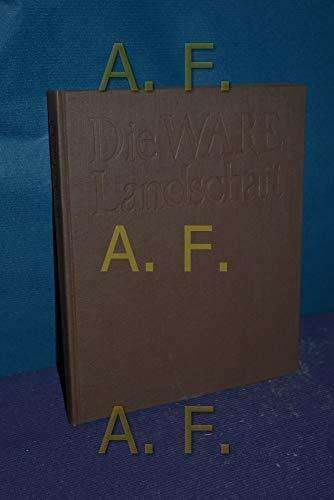 A. F.
Die WARE
Landschaft
A. F.
A. F.